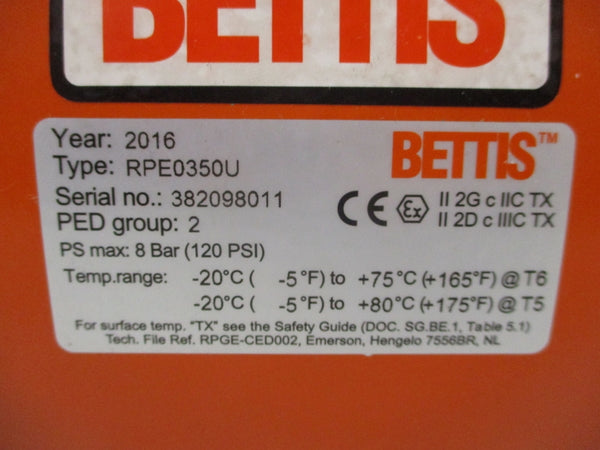 BETTIS
Year: 2016
Type: RPE0350U
Serial no.: 382098011
PED group: 2
PS max: 8 Bar (120 PSI)
BETTIS™
CE Ex II 2G c IIC TX
II 2D c IIIC TX
Temp.range: -20°C ( -5°F) to +75°C (+165°F) @ T6
-20°C ( -5°F) to +80°C (+175°F) @ T5
For surface temp. "TX" see the Safety Guide (DOC. SG.BE.1, Table 5.1)
Tech. File Ref. RPGE-CED002, Emerson, Hengelo 7556BR, NL